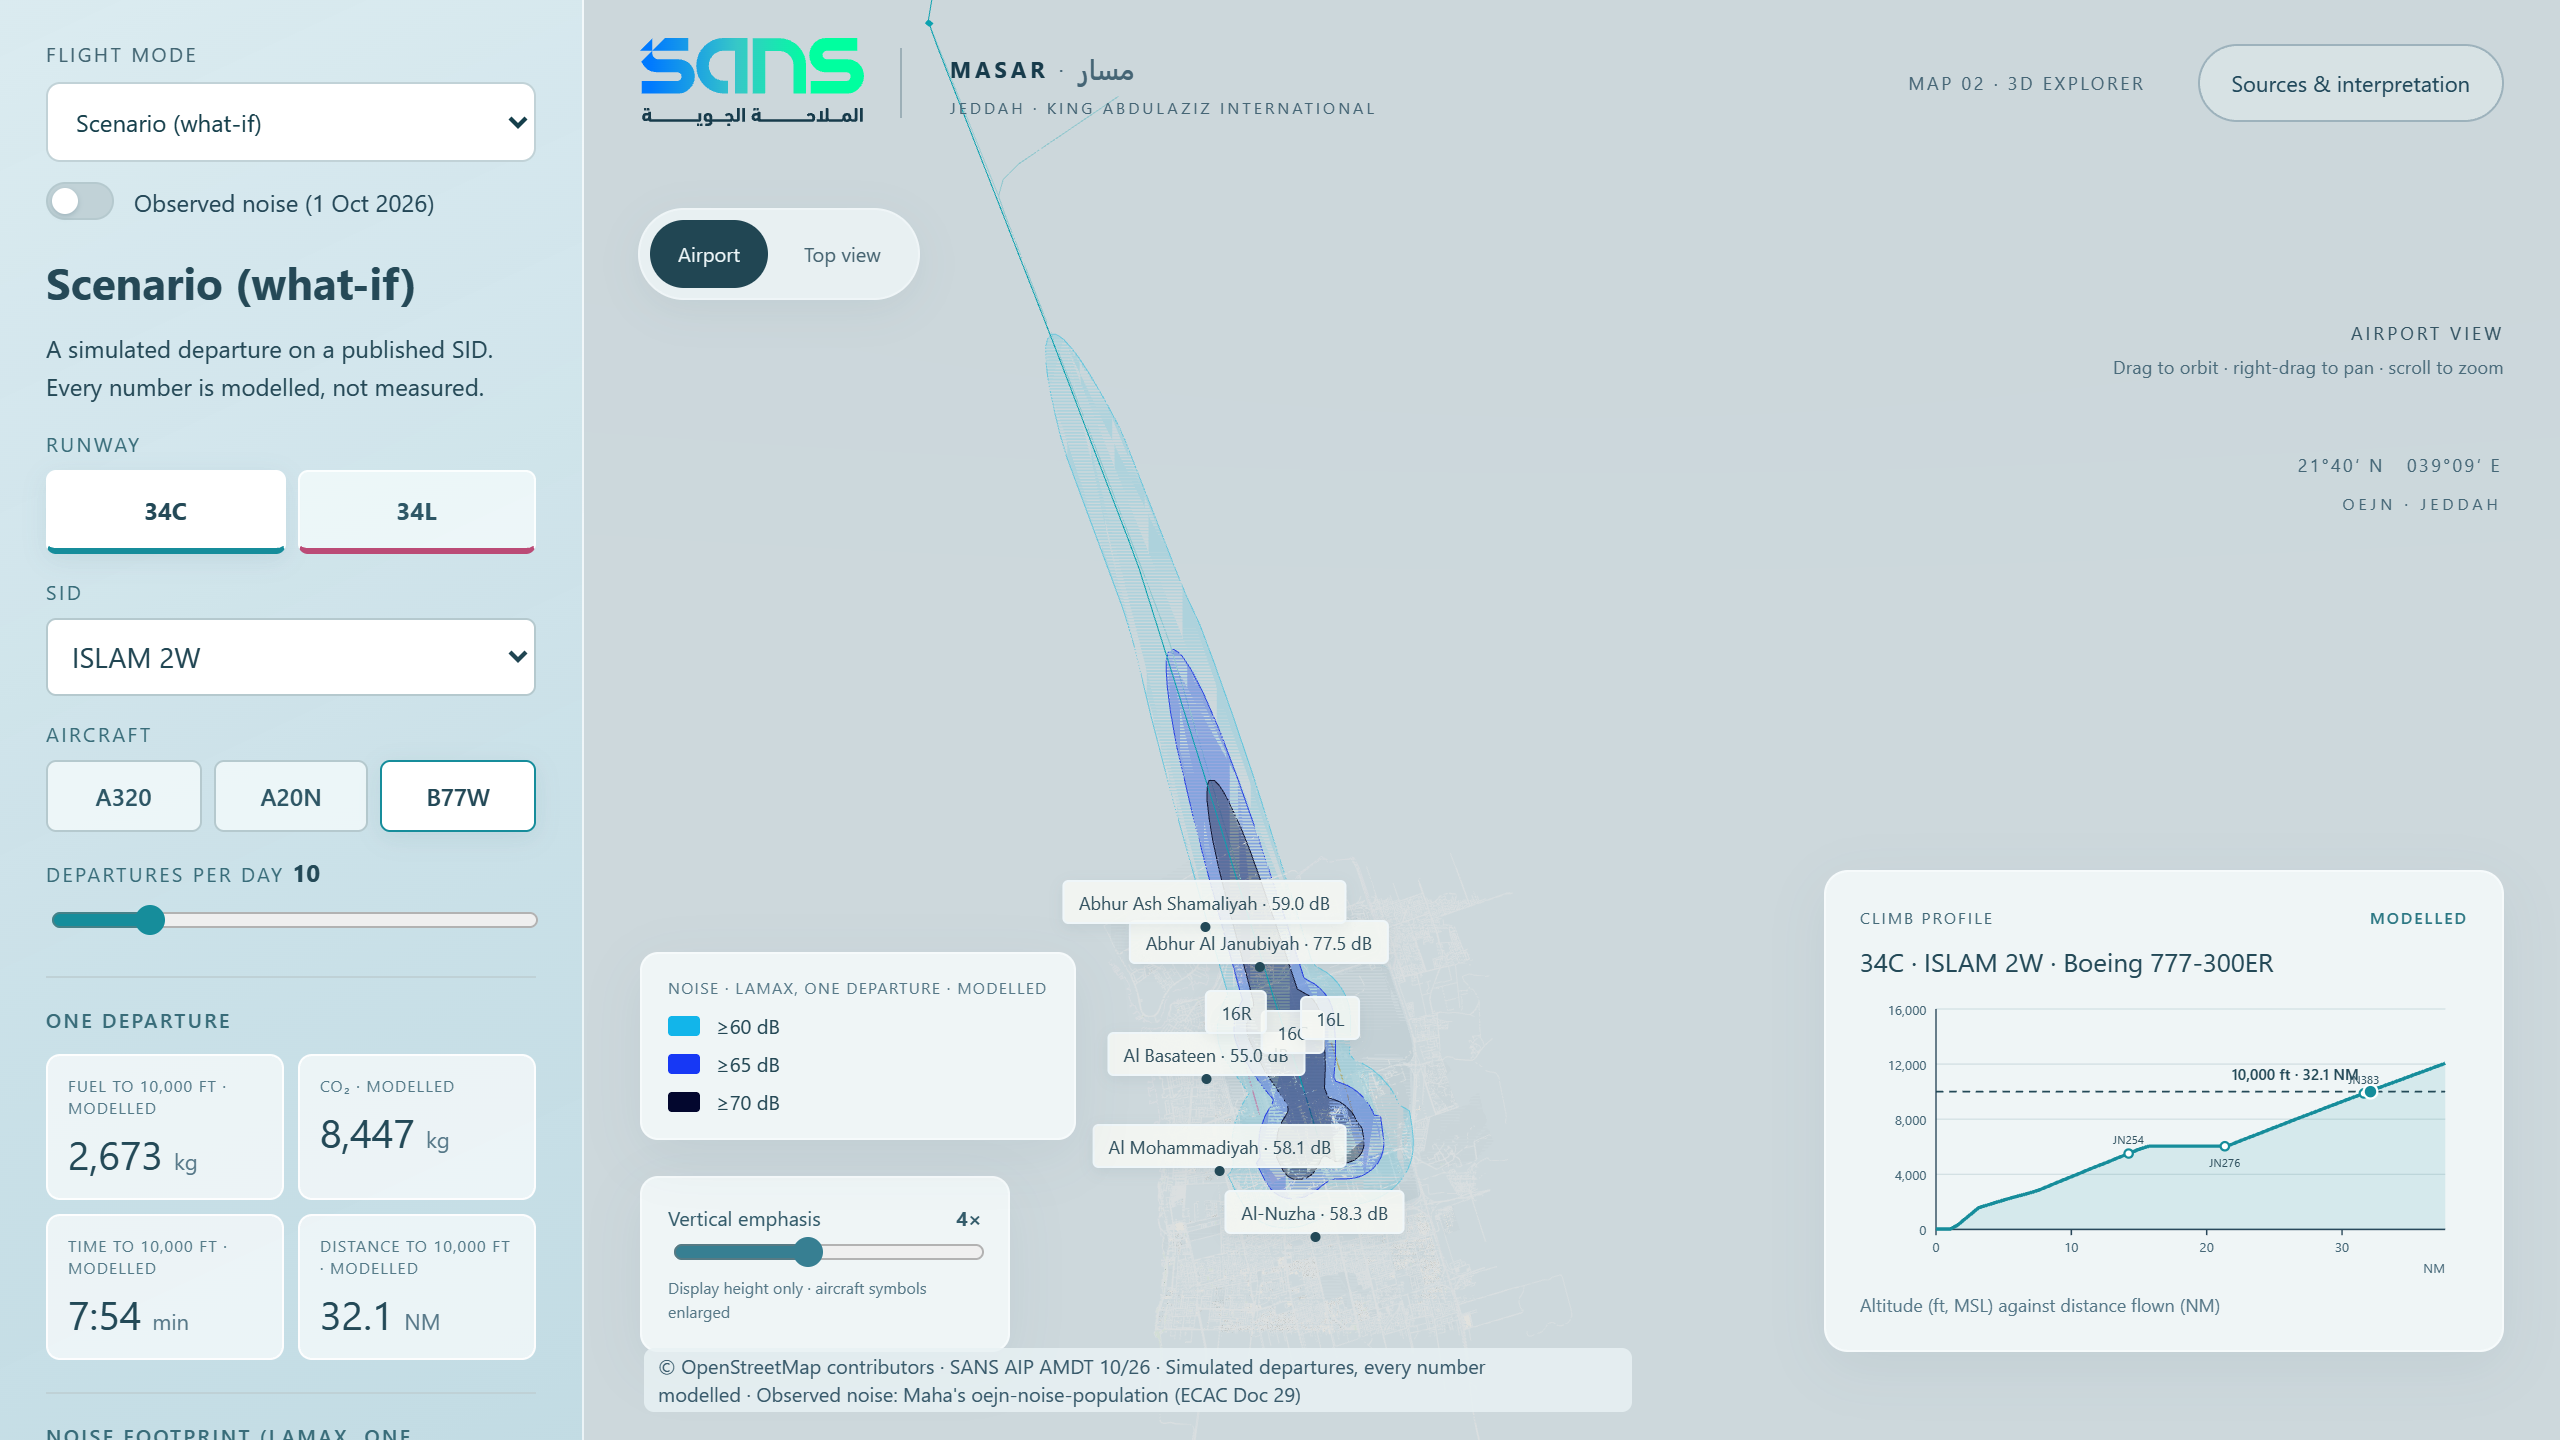 FLIGHT MODE
Scenario (what-if)
Observed noise (1 Oct 2026)
Scenario (what-if)
A simulated departure on a published SID.
Every number is modelled, not measured.
RUNWAY
34C
34L
SID
ISLAM 2W
AIRCRAFT
A320
A20N
B77W
DEPARTURES PER DAY 10
ONE DEPARTURE
FUEL TO 10,000 FT ·
MODELLED
2,673 kg
CO₂ · MODELLED
8,447 kg
TIME TO 10,000 FT ·
MODELLED
7:54 min
DISTANCE TO 10,000 FT
· MODELLED
32.1 NM
NOISE FOOTPRINT (LAMAX, ONE
sans
الملاحة الجوية
MASAR · مسار
JEDDAH · KING ABDULAZIZ INTERNATIONAL
MAP 02 · 3D EXPLORER
Sources & interpretation
Airport
Top view
AIRPORT VIEW
Drag to orbit · right-drag to pan · scroll to zoom
21°40′ N 039°09′ E
OEJN · JEDDAH
Abhur Ash Shamaliyah · 59.0 dB
Abhur Al Janubiyah · 77.5 dB
16R
16L
16C
Al Basateen · 55.0 dB
Al Mohammadiyah · 58.1 dB
Al-Nuzha · 58.3 dB
NOISE · LAMAX, ONE DEPARTURE · MODELLED
≥60 dB
≥65 dB
≥70 dB
Vertical emphasis 4×
Display height only · aircraft symbols
enlarged
© OpenStreetMap contributors · SANS AIP AMDT 10/26 · Simulated departures, every number
modelled · Observed noise: Maha's oejn-noise-population (ECAC Doc 29)
CLIMB PROFILE
MODELLED
34C · ISLAM 2W · Boeing 777-300ER
16,000
12,000
8,000
4,000
0
10,000 ft · 32.1 NM
JN383
JN254
JN276
0
10
20
30
NM
Altitude (ft, MSL) against distance flown (NM)